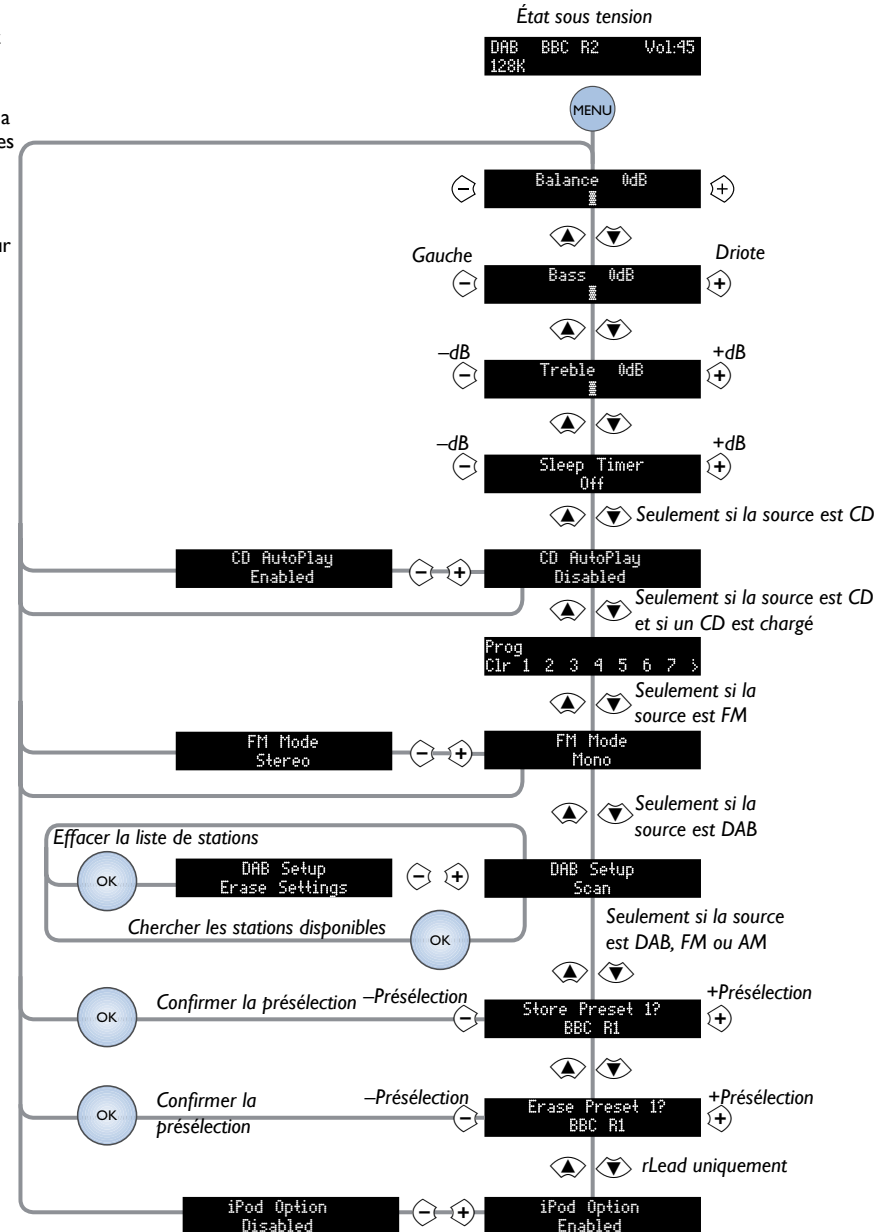 État sous tension
DAB BBC R2 Vol:45
128K
MENU
a
es
Balance 0dB
ur
Gauche
Driote
Bass 0dB
–dB
+dB
Treble 0dB
–dB
+dB
Sleep Timer
Off
Seulement si la source est CD
CD AutoPlay
Enabled
CD AutoPlay
Disabled
Seulement si la source est CD
et si un CD est chargé
Prog
Clr 1 2 3 4 5 6 7 >
Seulement si la
source est FM
FM Mode
Stereo
FM Mode
Mono
Seulement si la
source est DAB
Effacer la liste de stations
OK
DAB Setup
Erase Settings
DAB Setup
Scan
Chercher les stations disponibles
OK
Seulement si la source
est DAB, FM ou AM
OK
Confirmer la présélection
–Présélection
Store Preset 1?
BBC R1
+Présélection
OK
Confirmer la
présélection
–Présélection
Erase Preset 1?
BBC R1
+Présélection
rLead uniquement
iPod Option
Disabled
iPod Option
Enabled